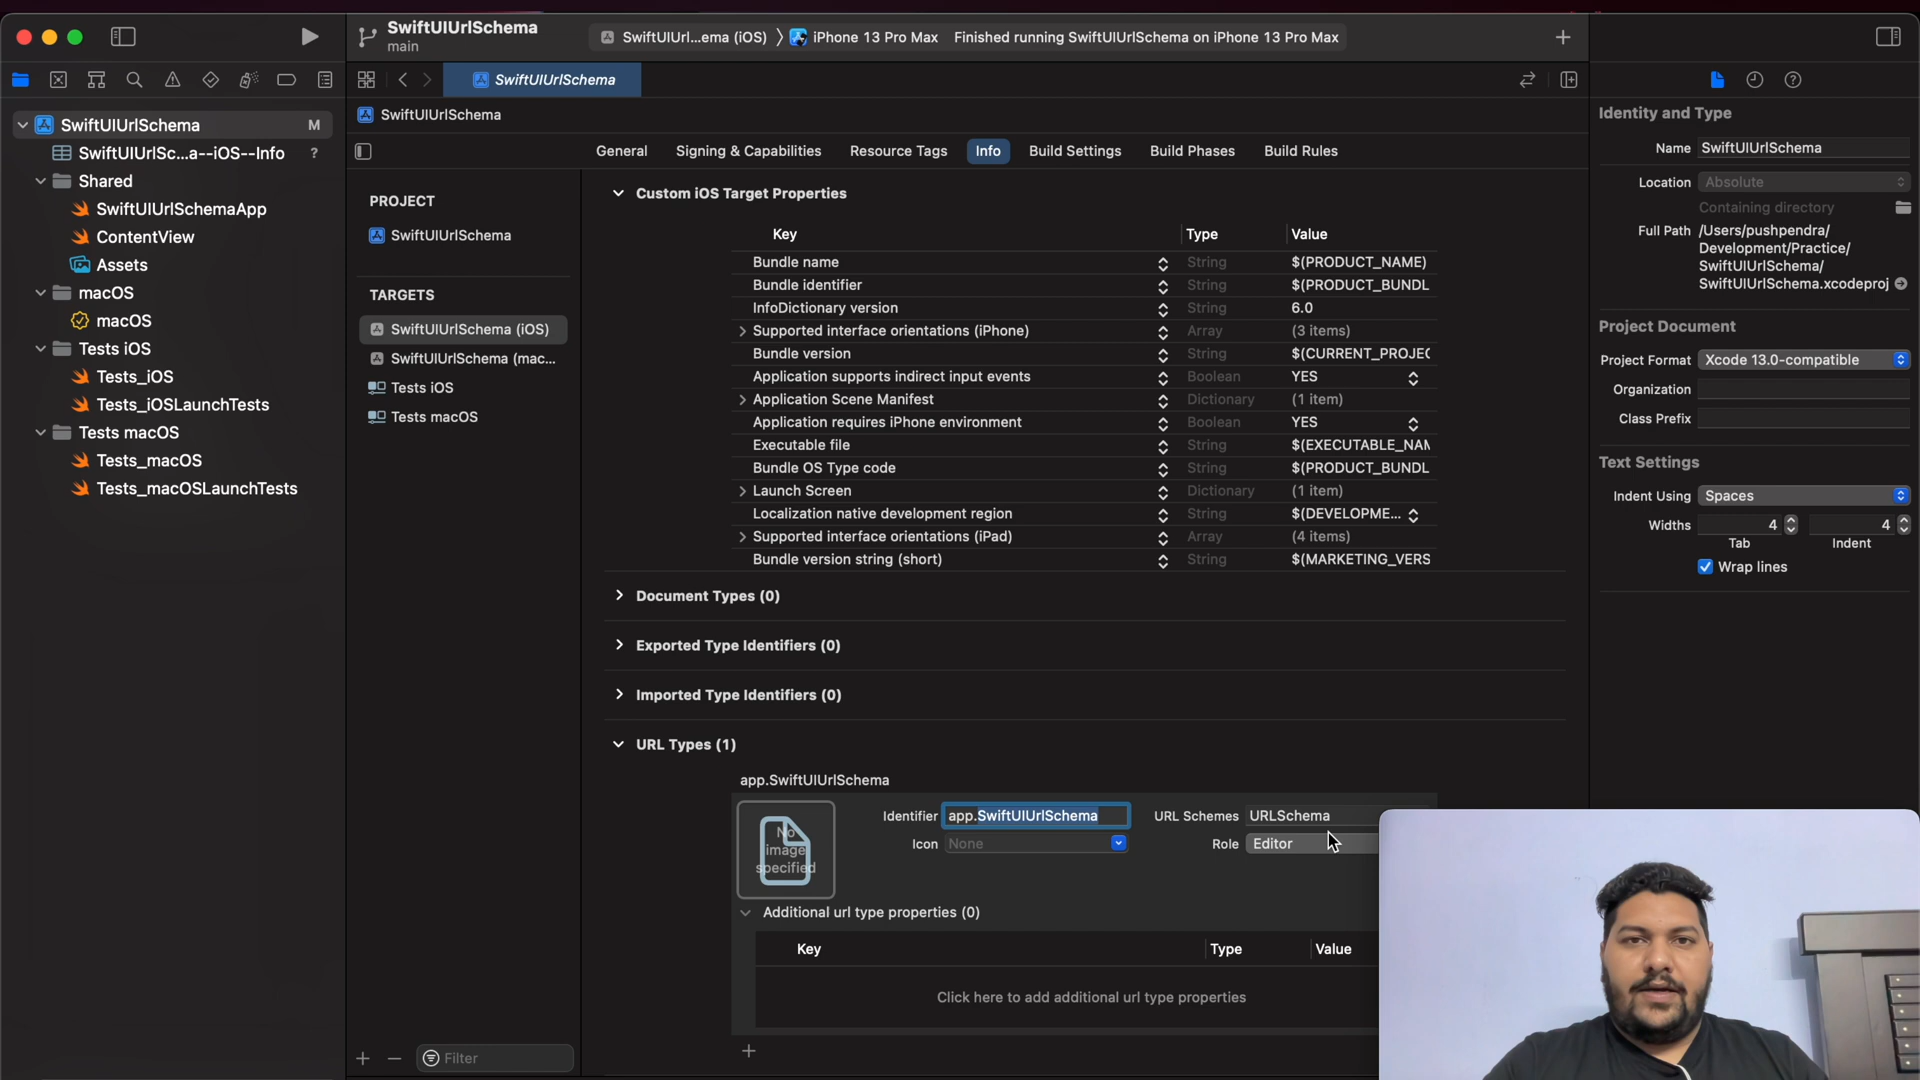 SwiftUIUrlSchema
main
SwiftUIUrl...ema (iOS)
iPhone 13 Pro Max
Finished running SwiftUIUrlSchema on iPhone 13 Pro Max
SwiftUIUrlSchema
SwiftUIUrlSchema M
SwiftUIUrlSc...a--iOS--Info ?
Shared
SwiftUIUrlSchemaApp
ContentView
Assets
macOS
macOS
Tests iOS
Tests_iOS
Tests_iOSLaunchTests
Tests macOS
Tests_macOS
Tests_macOSLaunchTests
SwiftUIUrlSchema
General Signing & Capabilities Resource Tags Info Build Settings Build Phases Build Rules
PROJECT
SwiftUIUrlSchema
TARGETS
SwiftUIUrlSchema (iOS)
SwiftUIUrlSchema (mac...
Tests iOS
Tests macOS
Filter
Custom iOS Target Properties
Key Type Value
Bundle name String $(PRODUCT_NAME)
Bundle identifier String $(PRODUCT_BUNDL
InfoDictionary version String 6.0
Supported interface orientations (iPhone) Array (3 items)
Bundle version String $(CURRENT_PROJEC
Application supports indirect input events Boolean YES
Application Scene Manifest Dictionary (1 item)
Application requires iPhone environment Boolean YES
Executable file String $(EXECUTABLE_NAM
Bundle OS Type code String $(PRODUCT_BUNDL
Launch Screen Dictionary (1 item)
Localization native development region String $(DEVELOPME...
Supported interface orientations (iPad) Array (4 items)
Bundle version string (short) String $(MARKETING_VERS
Document Types (0)
Exported Type Identifiers (0)
Imported Type Identifiers (0)
URL Types (1)
app.SwiftUIUrlSchema
No image specified
Identifier app.SwiftUIUrlSchema URL Schemes URLSchema
Icon None Role Editor
Additional url type properties (0)
Key Type Value
Click here to add additional url type properties
Identity and Type
Name SwiftUIUrlSchema
Location Absolute
Containing directory
Full Path /Users/pushpendra/
Development/Practice/
SwiftUIUrlSchema/
SwiftUIUrlSchema.xcodeproj
Project Document
Project Format Xcode 13.0-compatible
Organization
Class Prefix
Text Settings
Indent Using Spaces
Widths 4 4
Tab Indent
Wrap lines